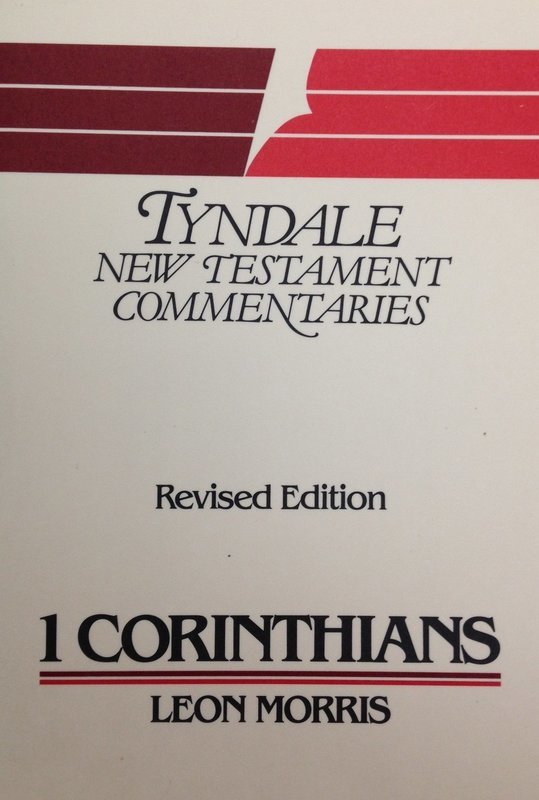 TYNDALE
NEW TESTAMENT
COMMENTARIES
Revised Edition
1 CORINTHIANS
LEON MORRIS